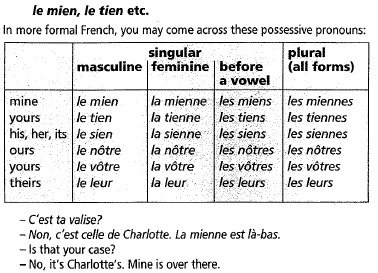 le mien, le tien etc.
In more formal French, you may come across these possessive pronouns:
singular plural
masculine feminine before (all forms)
a vowel
mine le mien la mienne les miens les miennes
yours le tien la tienne les tiens les tiennes
his, her, its le sien la sienne les siens les siennes
ours le nôtre la nôtre les nôtres les nôtres
yours le vôtre la vôtre les vôtres les vôtres
theirs le leur la leur les leurs les leurs
– C'est ta valise?
– Non, c'est celle de Charlotte. La mienne est là-bas.
– Is that your case?
– No, it's Charlotte's. Mine is over there.